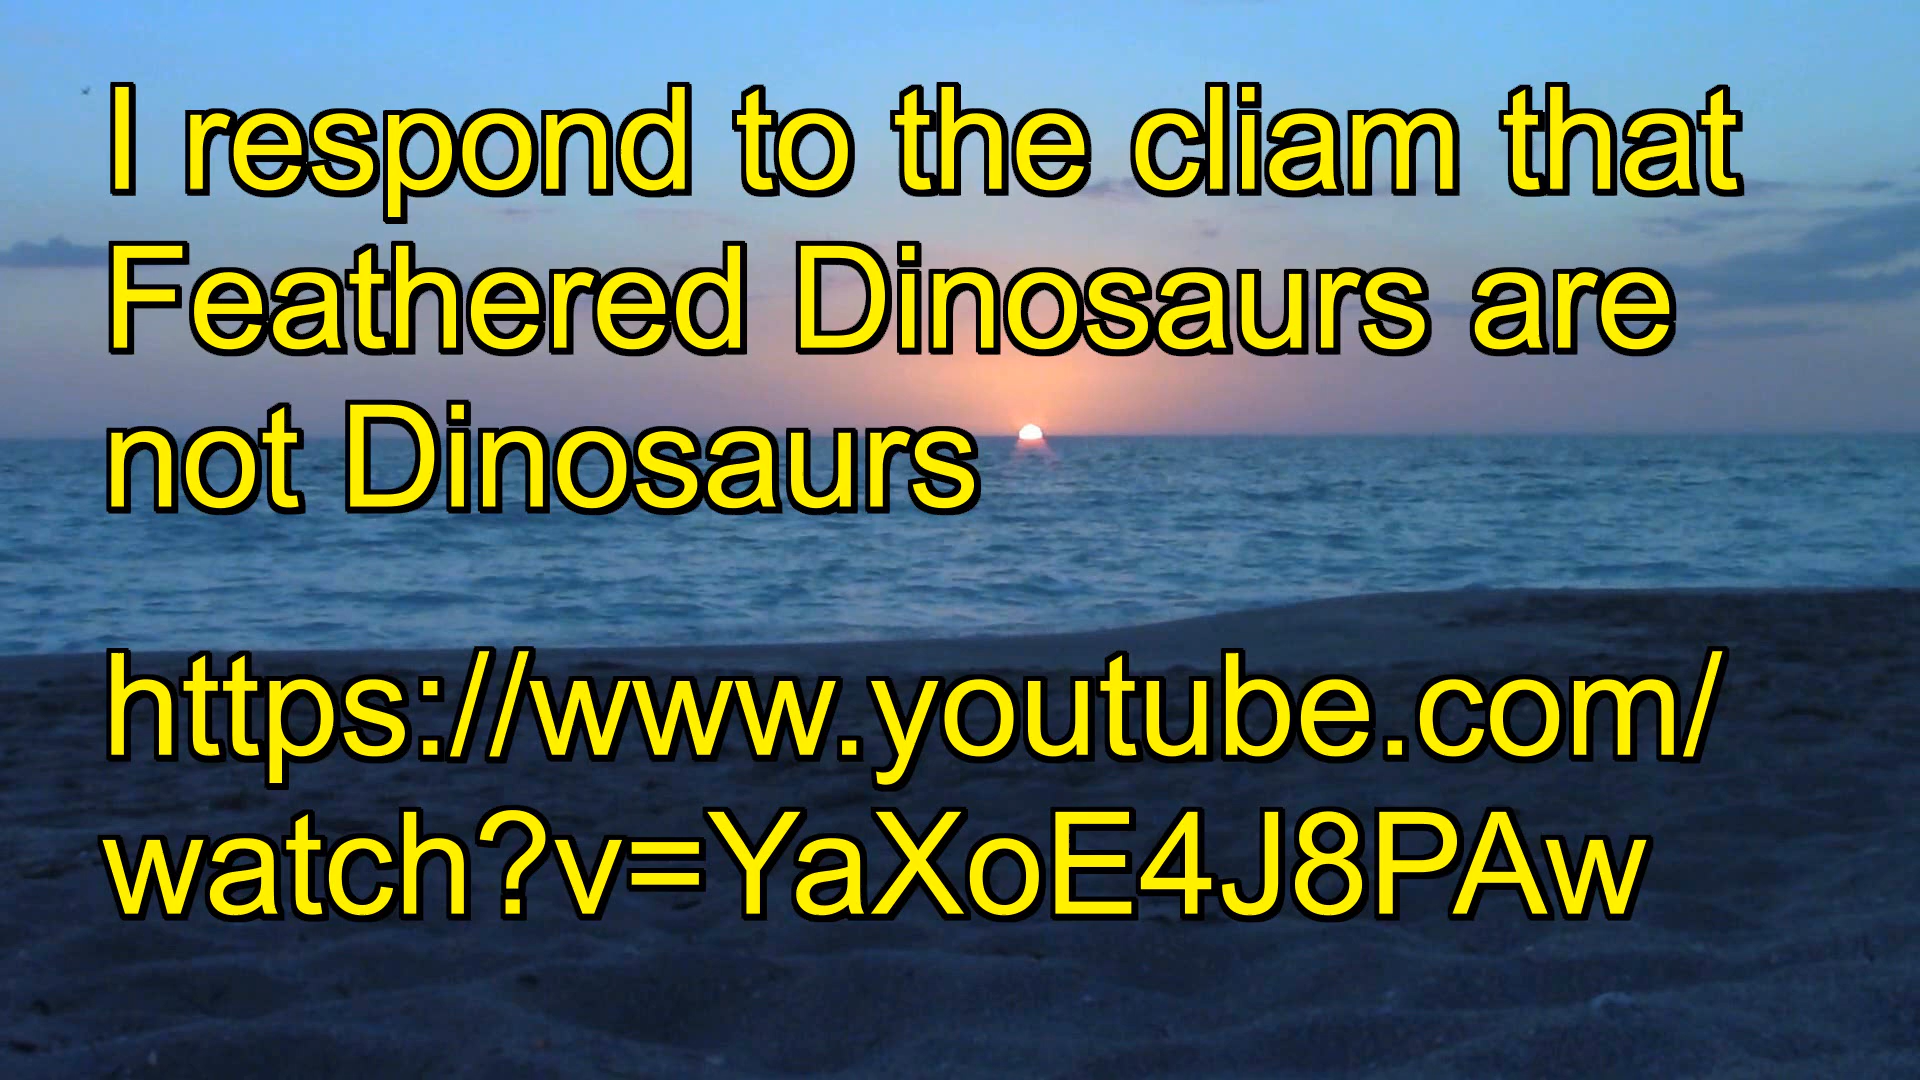 I respond to the cliam that
Feathered Dinosaurs are
not Dinosaurs
https://www.youtube.com/
watch?v=YaXoE4J8PAw